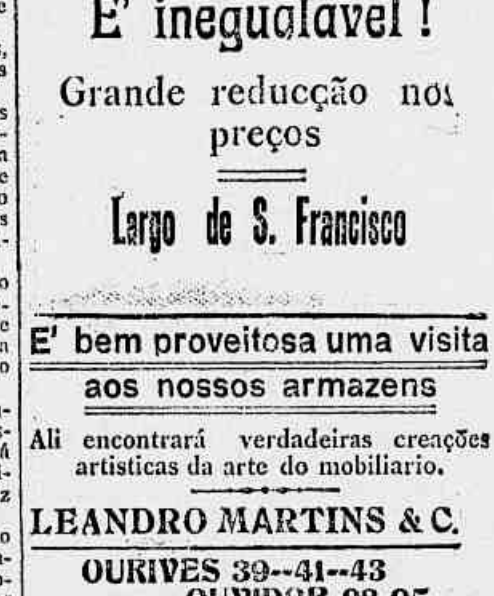 E' inegualavel !
Grande reducção nos
preços
Largo de S. Francisco
E' bem proveitosa uma visita
aos nossos armazens
Ali encontrará verdadeiras creações
artisticas da arte do mobiliario.
LEANDRO MARTINS & C.
OURIVES 39--41--43